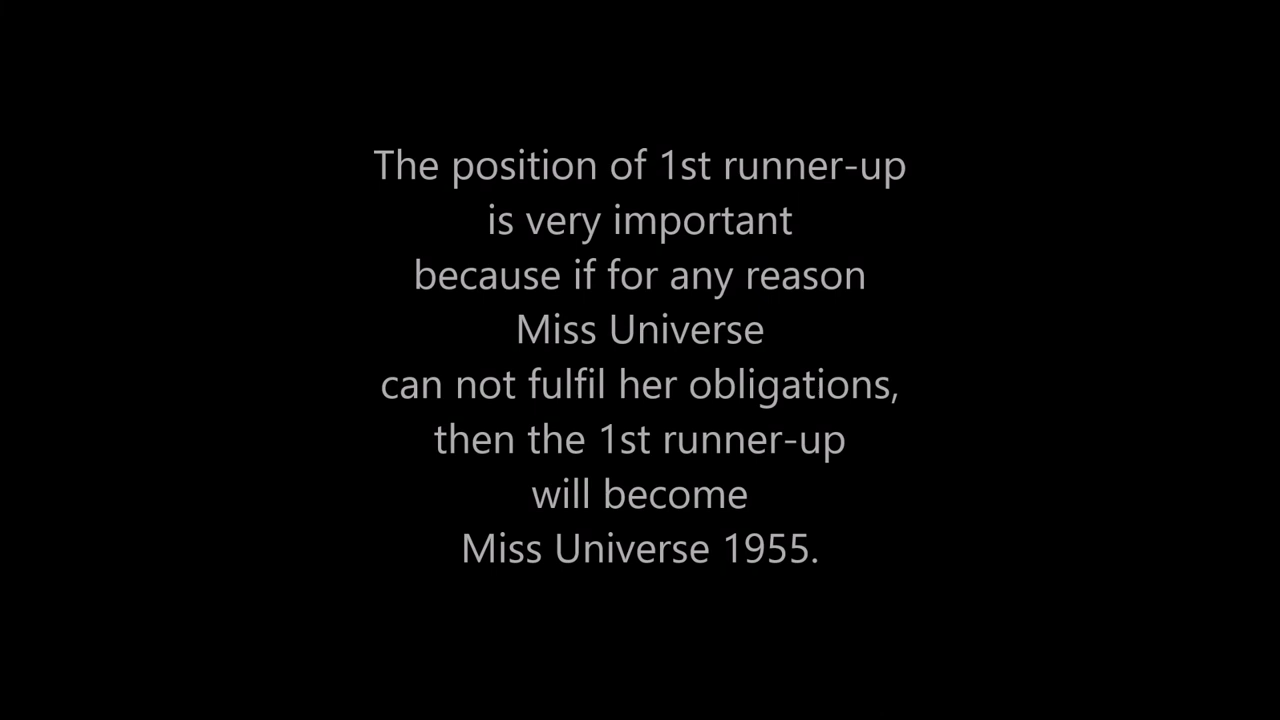 The position of 1st runner-up
is very important
because if for any reason
Miss Universe
can not fulfil her obligations,
then the 1st runner-up
will become
Miss Universe 1955.